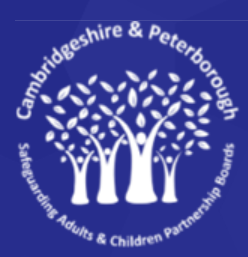 Cambridgeshire & Peterborough
Safeguarding Adults & Children Partnership Boards